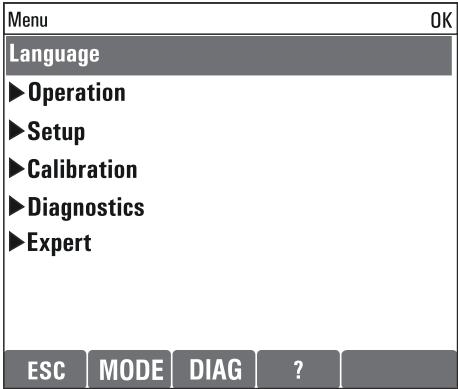 Menu OK
Language
▶Operation
▶Setup
▶Calibration
▶Diagnostics
▶Expert
ESC MODE DIAG ?